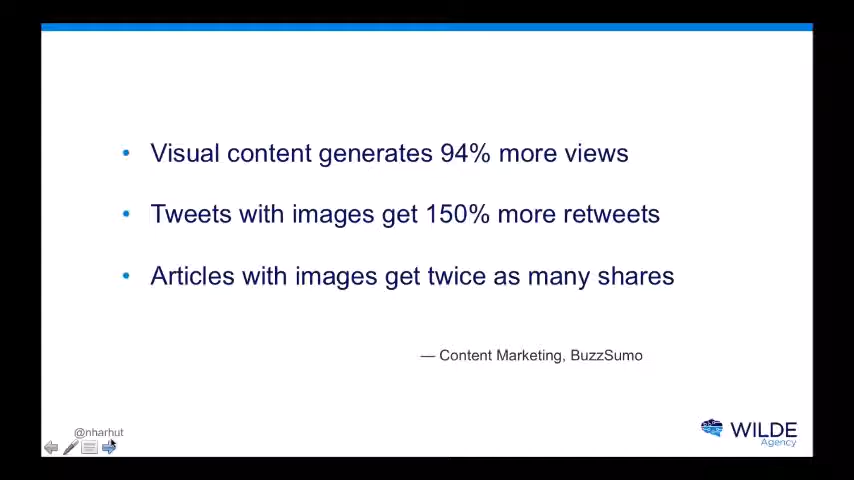 • Visual content generates 94% more views
• Tweets with images get 150% more retweets
• Articles with images get twice as many shares
— Content Marketing, BuzzSumo
@nharhut
WILDE
Agency